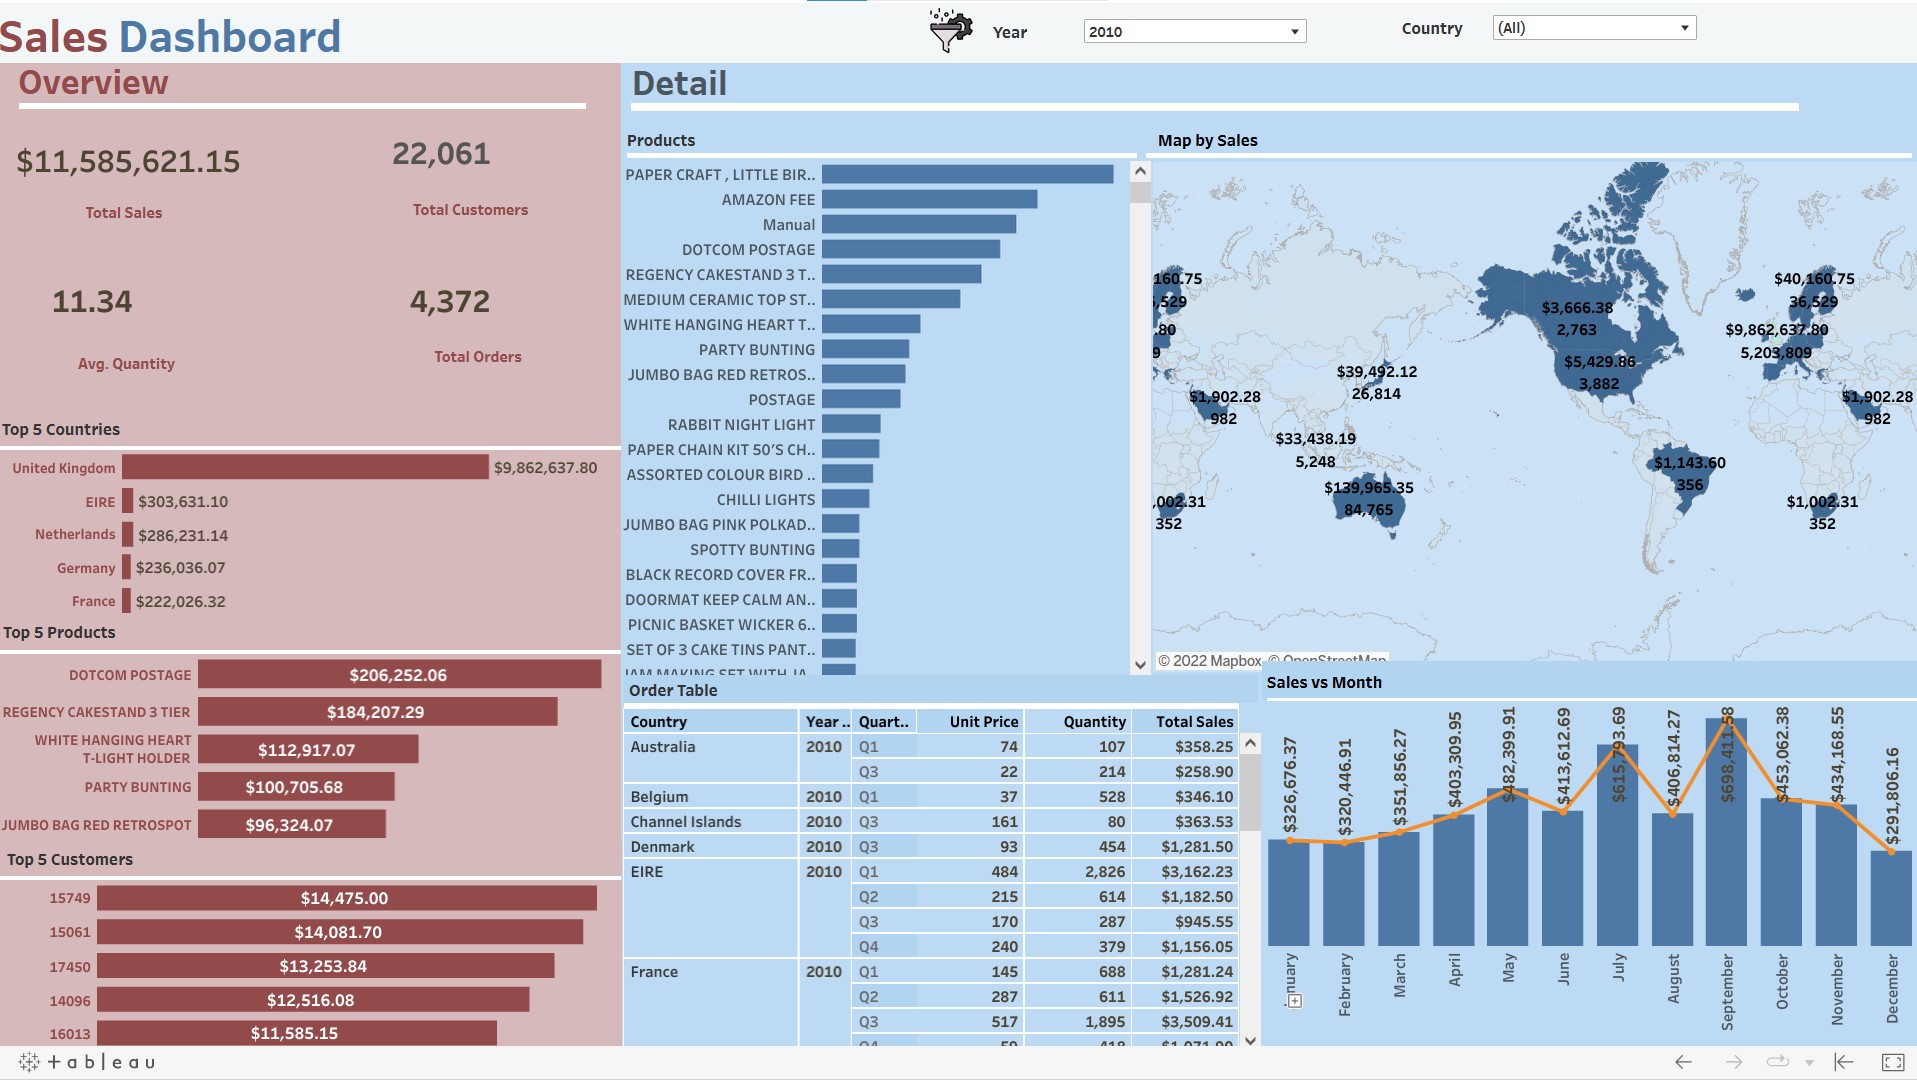 Sales Dashboard
Year
2010
Country
(All)
Overview
$11,585,621.15
Total Sales
22,061
Total Customers
11.34
Avg. Quantity
4,372
Total Orders
Top 5 Countries
United Kingdom $9,862,637.80
EIRE $303,631.10
Netherlands $286,231.14
Germany $236,036.07
France $222,026.32
Top 5 Products
DOTCOM POSTAGE $206,252.06
REGENCY CAKESTAND 3 TIER $184,207.29
WHITE HANGING HEART
T-LIGHT HOLDER $112,917.07
PARTY BUNTING $100,705.68
JUMBO BAG RED RETROSPOT $96,324.07
Top 5 Customers
15749 $14,475.00
15061 $14,081.70
17450 $13,253.84
14096 $12,516.08
16013 $11,585.15
Detail
Products
PAPER CRAFT , LITTLE BIR..
AMAZON FEE
Manual
DOTCOM POSTAGE
REGENCY CAKESTAND 3 T..
MEDIUM CERAMIC TOP ST..
WHITE HANGING HEART T..
PARTY BUNTING
JUMBO BAG RED RETROS..
POSTAGE
RABBIT NIGHT LIGHT
PAPER CHAIN KIT 50'S CH..
ASSORTED COLOUR BIRD ..
CHILLI LIGHTS
JUMBO BAG PINK POLKAD..
SPOTTY BUNTING
BLACK RECORD COVER FR..
DOORMAT KEEP CALM AN..
PICNIC BASKET WICKER 6..
SET OF 3 CAKE TINS PANT..
JAM MAKING SET WITH JA..
Map by Sales
160.75
,529
.80
9
$1,902.28
982
,002.31
352
$39,492.12
26,814
$33,438.19
5,248
$139,965.35
84,765
$3,666.38
2,763
$5,429.86
3,882
$1,143.60
356
$40,160.75
36,529
$9,862,637.80
5,203,809
$1,902.28
982
$1,002.31
352
© 2022 Mapbox © OpenStreetMap
Order Table
Country Year .. Quart.. Unit Price Quantity Total Sales
Australia 2010 Q1 74 107 $358.25
Q3 22 214 $258.90
Belgium 2010 Q1 37 528 $346.10
Channel Islands 2010 Q3 161 80 $363.53
Denmark 2010 Q3 93 454 $1,281.50
EIRE 2010 Q1 484 2,826 $3,162.23
Q2 215 614 $1,182.50
Q3 170 287 $945.55
Q4 240 379 $1,156.05
France 2010 Q1 145 688 $1,281.24
Q2 287 611 $1,526.92
Q3 517 1,895 $3,509.41
Q4 59 418
Sales vs Month
$326,676.37
$320,446.91
$351,856.27
$403,309.95
$482,399.91
$413,612.69
$615,793.69
$406,814.27
$698,411.58
$453,062.38
$434,168.55
$291,806.16
January
February
March
April
May
June
July
August
September
October
November
December
+ableau